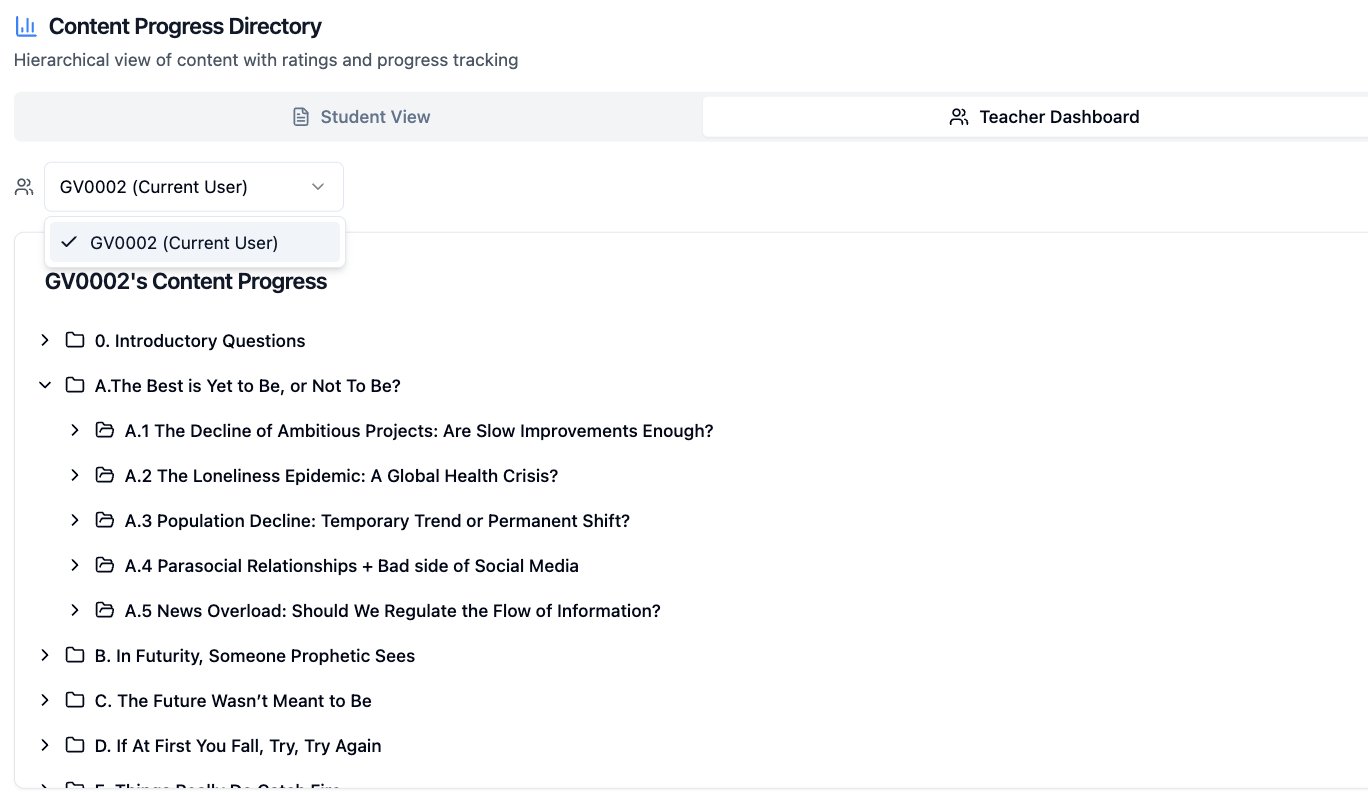 Content Progress Directory
Hierarchical view of content with ratings and progress tracking
Student View
Teacher Dashboard
GV0002 (Current User)
GV0002 (Current User)
GV0002's Content Progress
0. Introductory Questions
A.The Best is Yet to Be, or Not To Be?
A.1 The Decline of Ambitious Projects: Are Slow Improvements Enough?
A.2 The Loneliness Epidemic: A Global Health Crisis?
A.3 Population Decline: Temporary Trend or Permanent Shift?
A.4 Parasocial Relationships + Bad side of Social Media
A.5 News Overload: Should We Regulate the Flow of Information?
B. In Futurity, Someone Prophetic Sees
C. The Future Wasn’t Meant to Be
D. If At First You Fall, Try, Try Again
E. Things Really Do Catch Fire